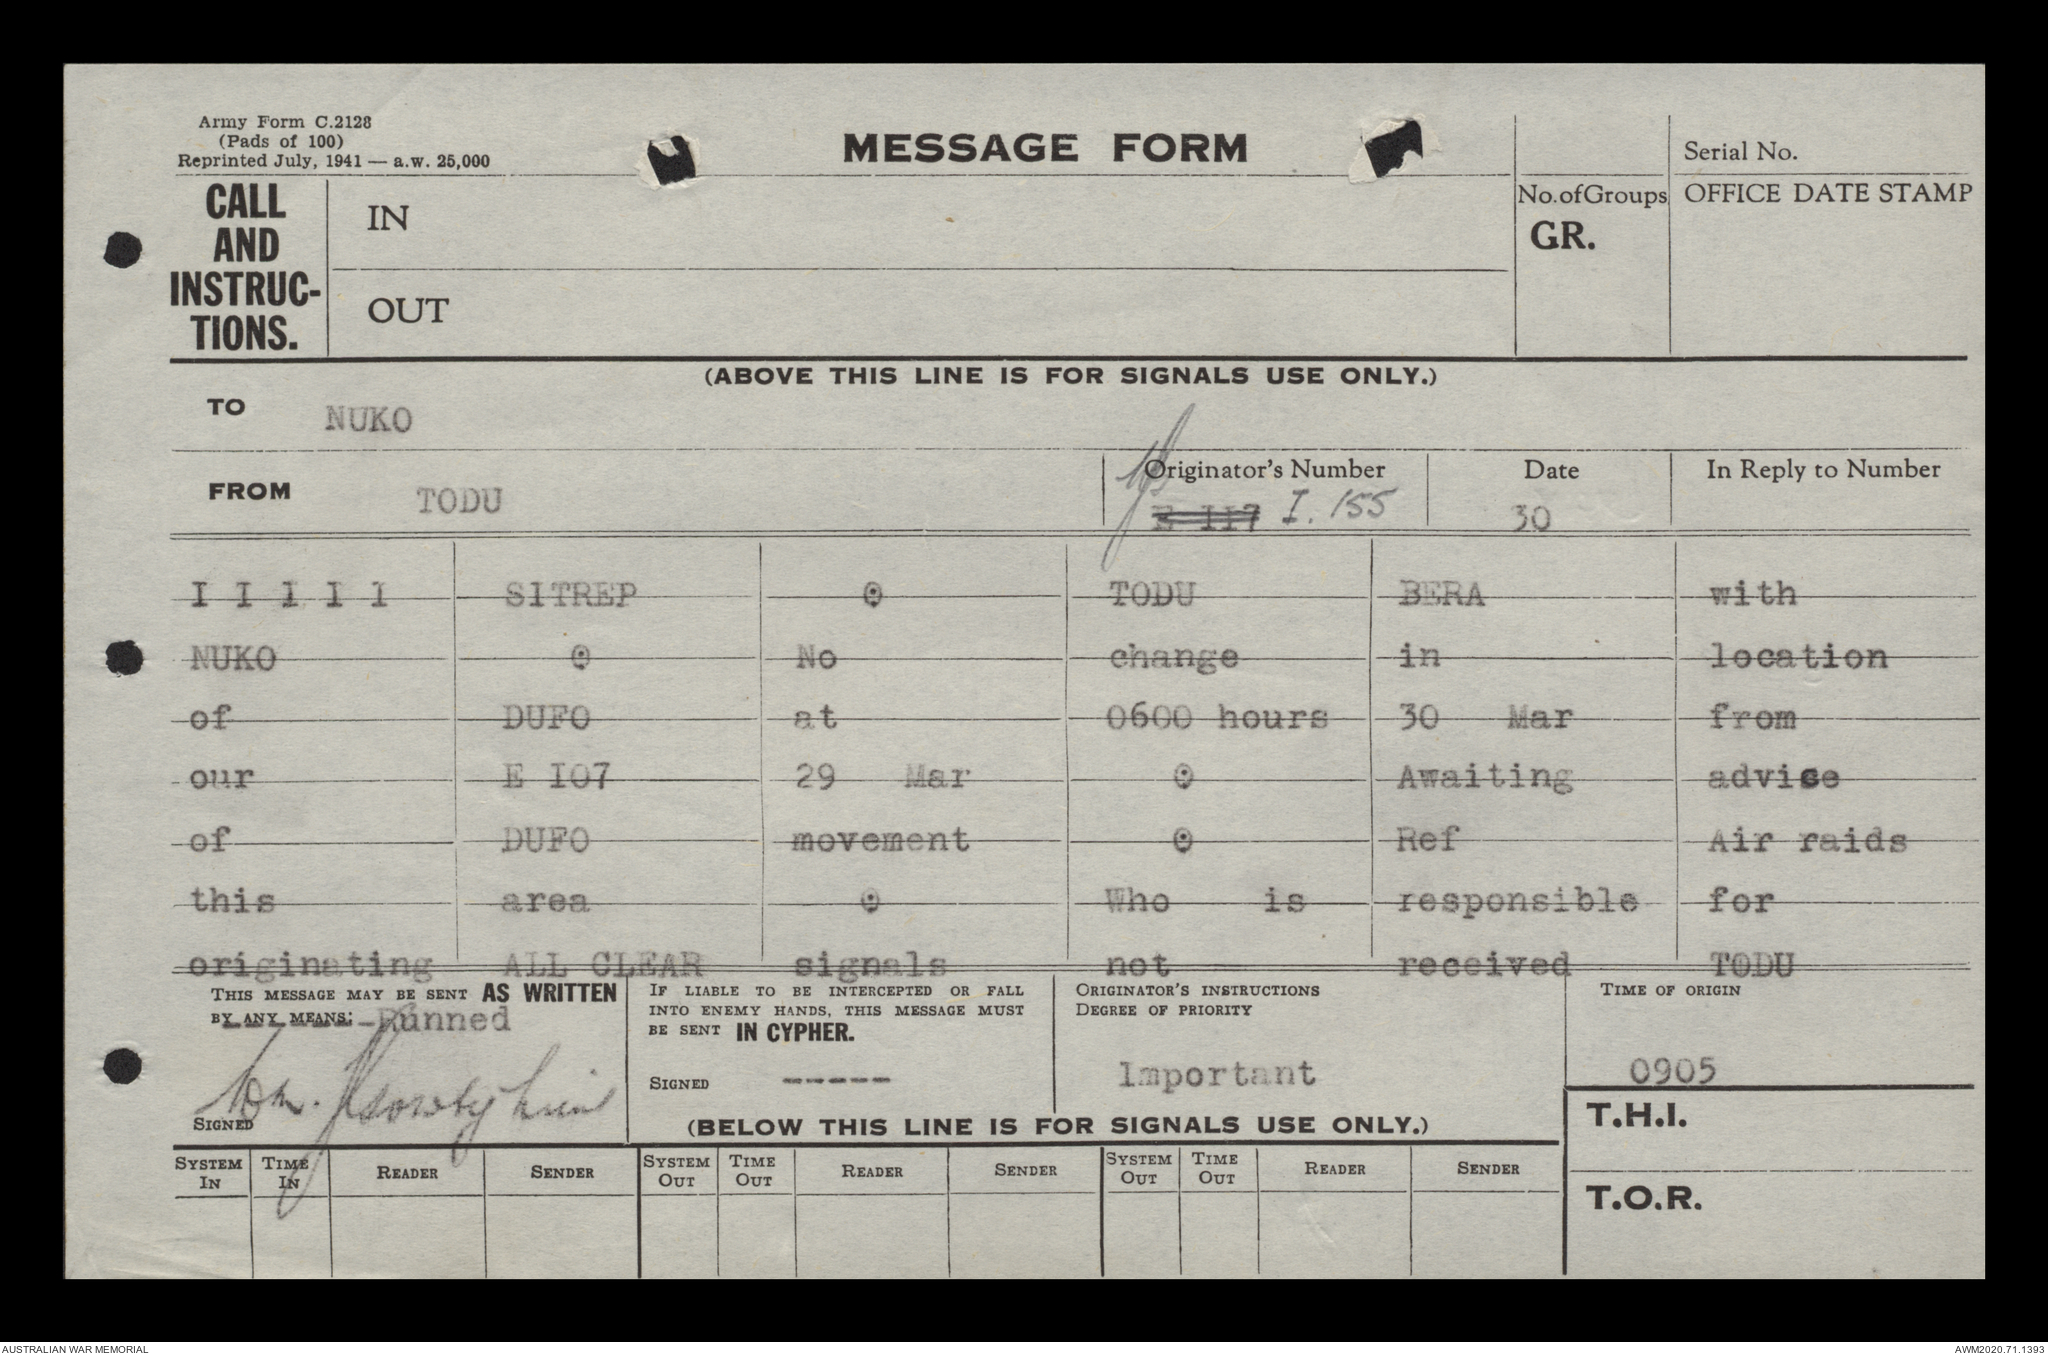 Army Form C.2128
(Pads of 100)
Reprinted July, 1941 — a.w. 25,000
MESSAGE FORM
Serial No.
CALL AND INSTRUC-TIONS.
IN
OUT
No. of Groups
GR.
OFFICE DATE STAMP
(ABOVE THIS LINE IS FOR SIGNALS USE ONLY.)
TO NUKO
FROM TODU
Originator's Number
E 117 I. 155
Date
30
In Reply to Number
I I 1 I 1 SITREP ⊙ TODU BERA with
NUKO ⊙ No change in location
of DUFO at 0600 hours 30 Mar from
our E I07 29 Mar ⊙ Awaiting advice
of DUFO movement ⊙ Ref Air raids
this area ⊙ Who is responsible for
originating ALL CLEAR signals not received TODU
THIS MESSAGE MAY BE SENT AS WRITTEN
BY ANY MEANS: Runned
SIGNED
IF LIABLE TO BE INTERCEPTED OR FALL
INTO ENEMY HANDS, THIS MESSAGE MUST
BE SENT IN CYPHER.
SIGNED -----
ORIGINATOR'S INSTRUCTIONS
DEGREE OF PRIORITY
Important
TIME OF ORIGIN
0905
(BELOW THIS LINE IS FOR SIGNALS USE ONLY.)
T.H.I.
T.O.R.
SYSTEM IN TIME IN READER SENDER SYSTEM OUT TIME OUT READER SENDER SYSTEM OUT TIME OUT READER SENDER
AUSTRALIAN WAR MEMORIAL
AWM2020.71.1393